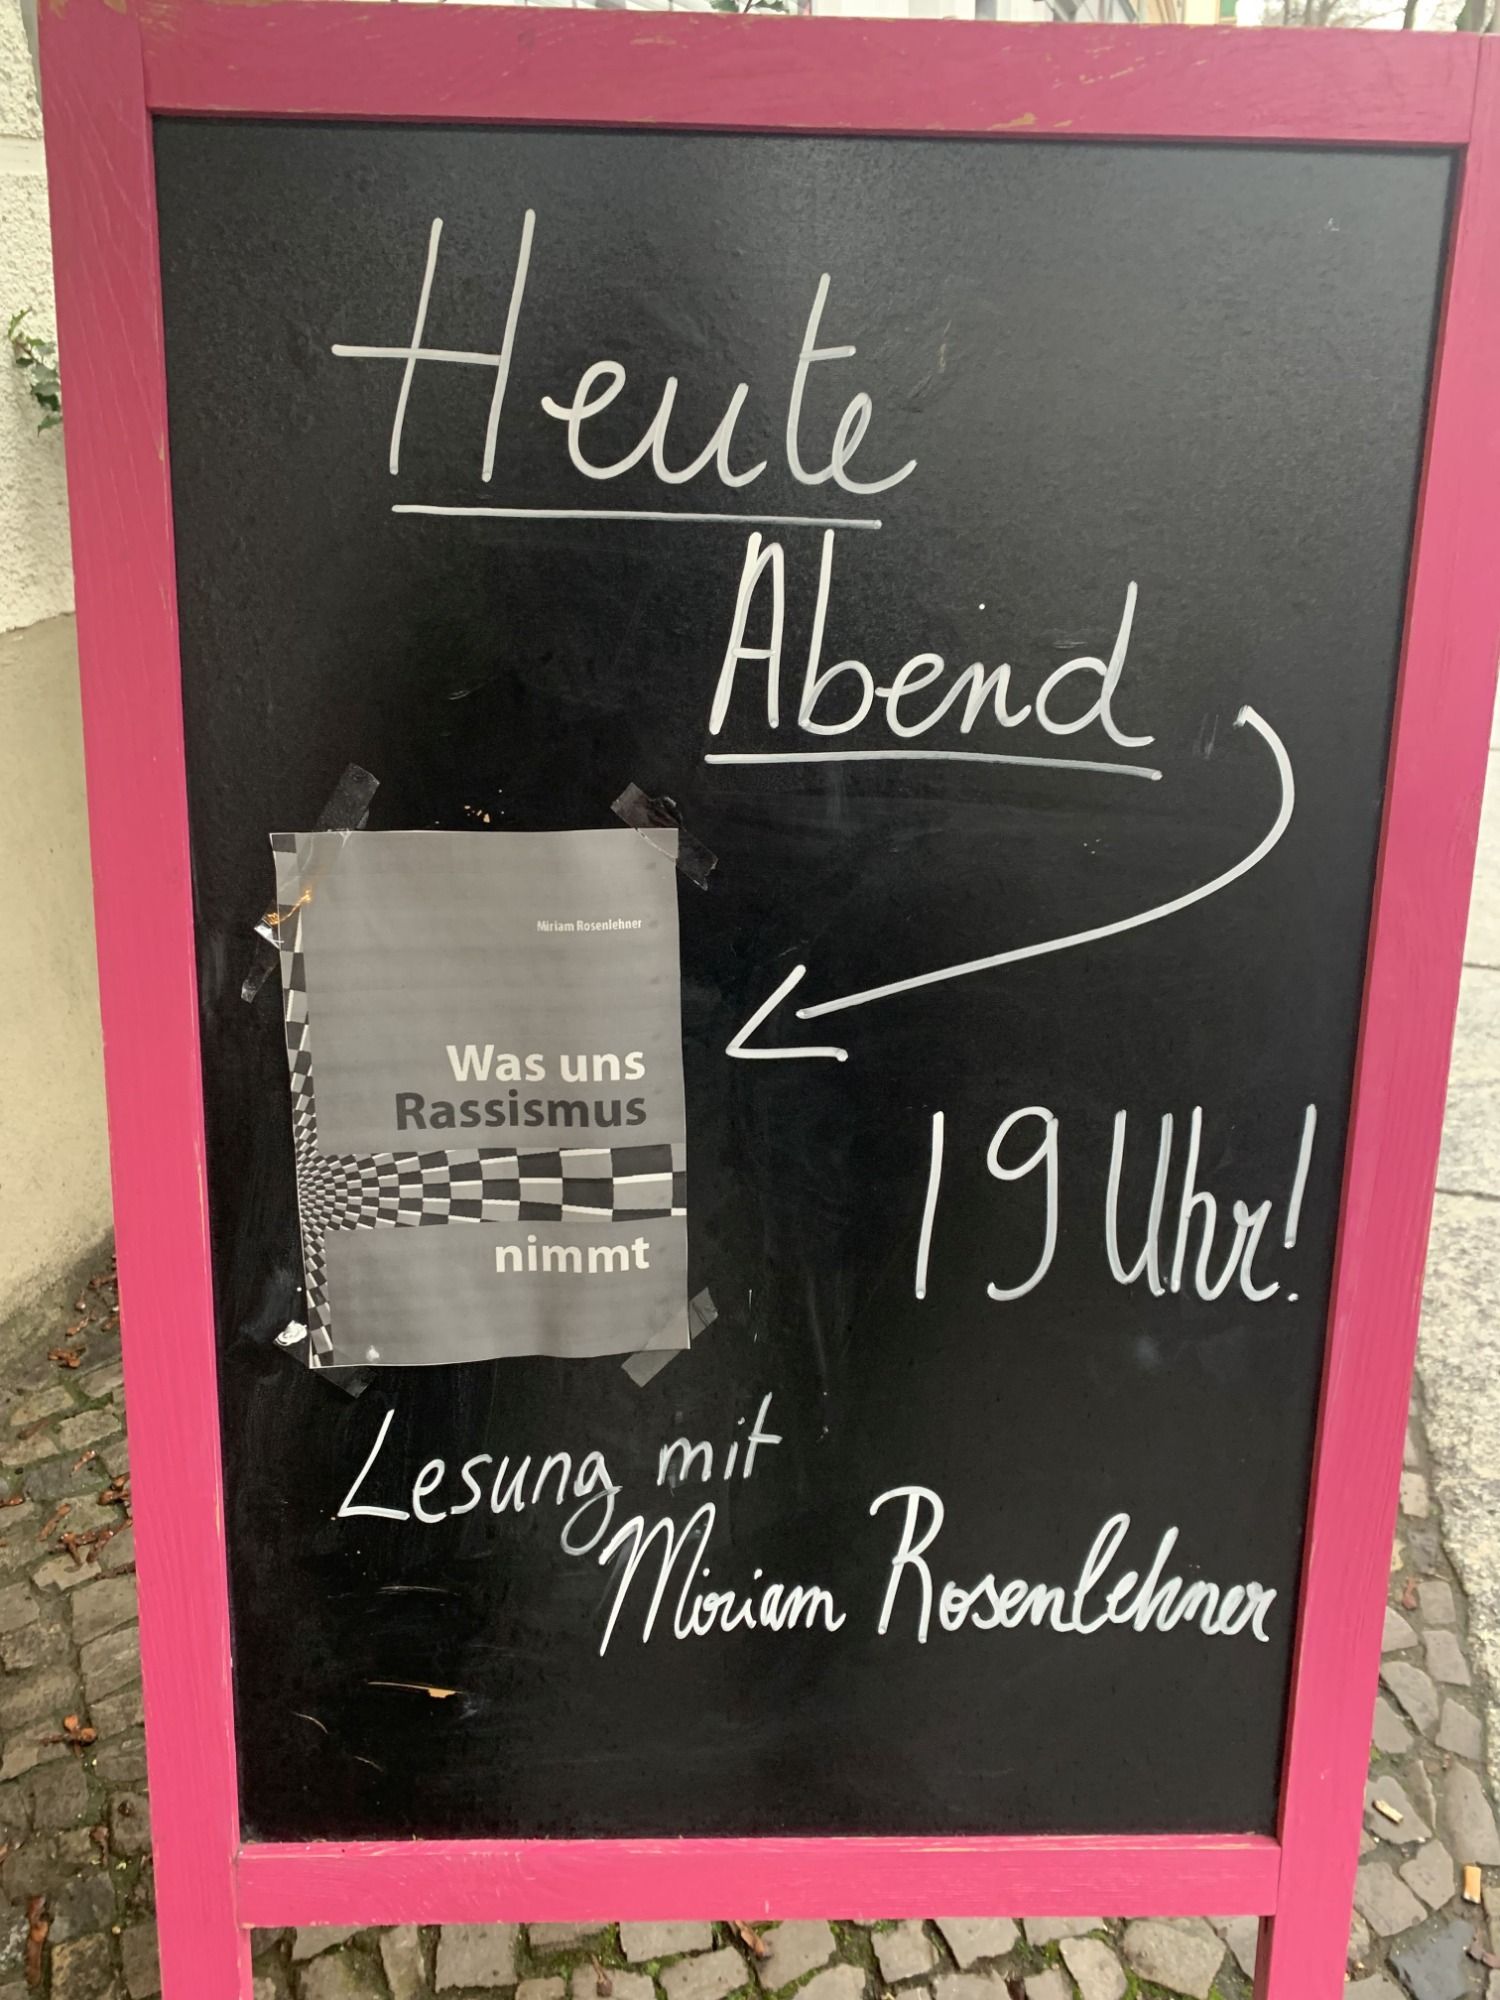 Heute
Abend
Miriam Rosenlehner
Was uns
Rassismus
nimmt
19 Uhr!
Lesung mit
Miriam Rosenlehner